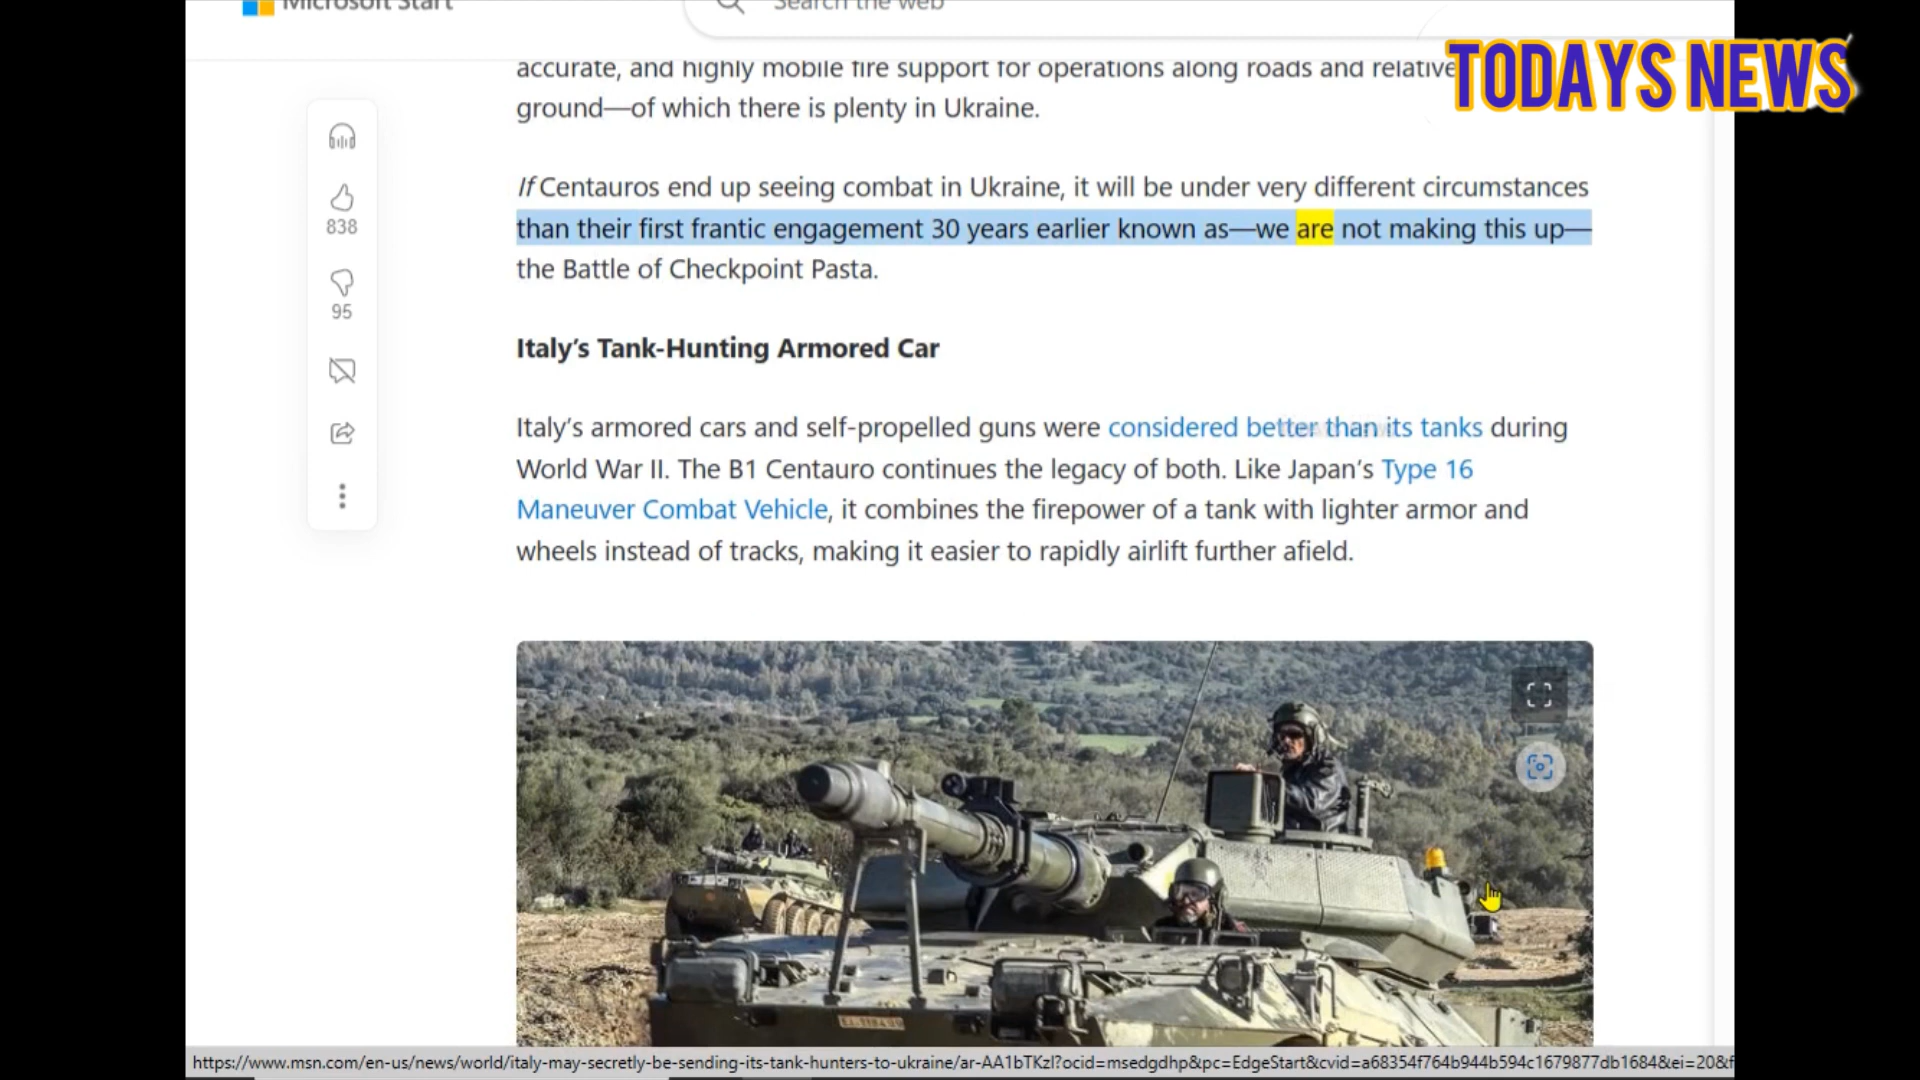 Microsoft Start
Search the web
TODAYS NEWS
accurate, and highly mobile fire support for operations along roads and relative
ground—of which there is plenty in Ukraine.
838
95
If Centauros end up seeing combat in Ukraine, it will be under very different circumstances
than their first frantic engagement 30 years earlier known as—we are not making this up—
the Battle of Checkpoint Pasta.
Italy’s Tank-Hunting Armored Car
Italy’s armored cars and self-propelled guns were considered better than its tanks during
World War II. The B1 Centauro continues the legacy of both. Like Japan’s Type 16
Maneuver Combat Vehicle, it combines the firepower of a tank with lighter armor and
wheels instead of tracks, making it easier to rapidly airlift further afield.
https://www.msn.com/en-us/news/world/italy-may-secretly-be-sending-its-tank-hunters-to-ukraine/ar-AA1bTKzl?ocid=msedgdhp&pc=EdgeStart&cvid=a68354f764b944b594c1679877db1684&ei=20&f